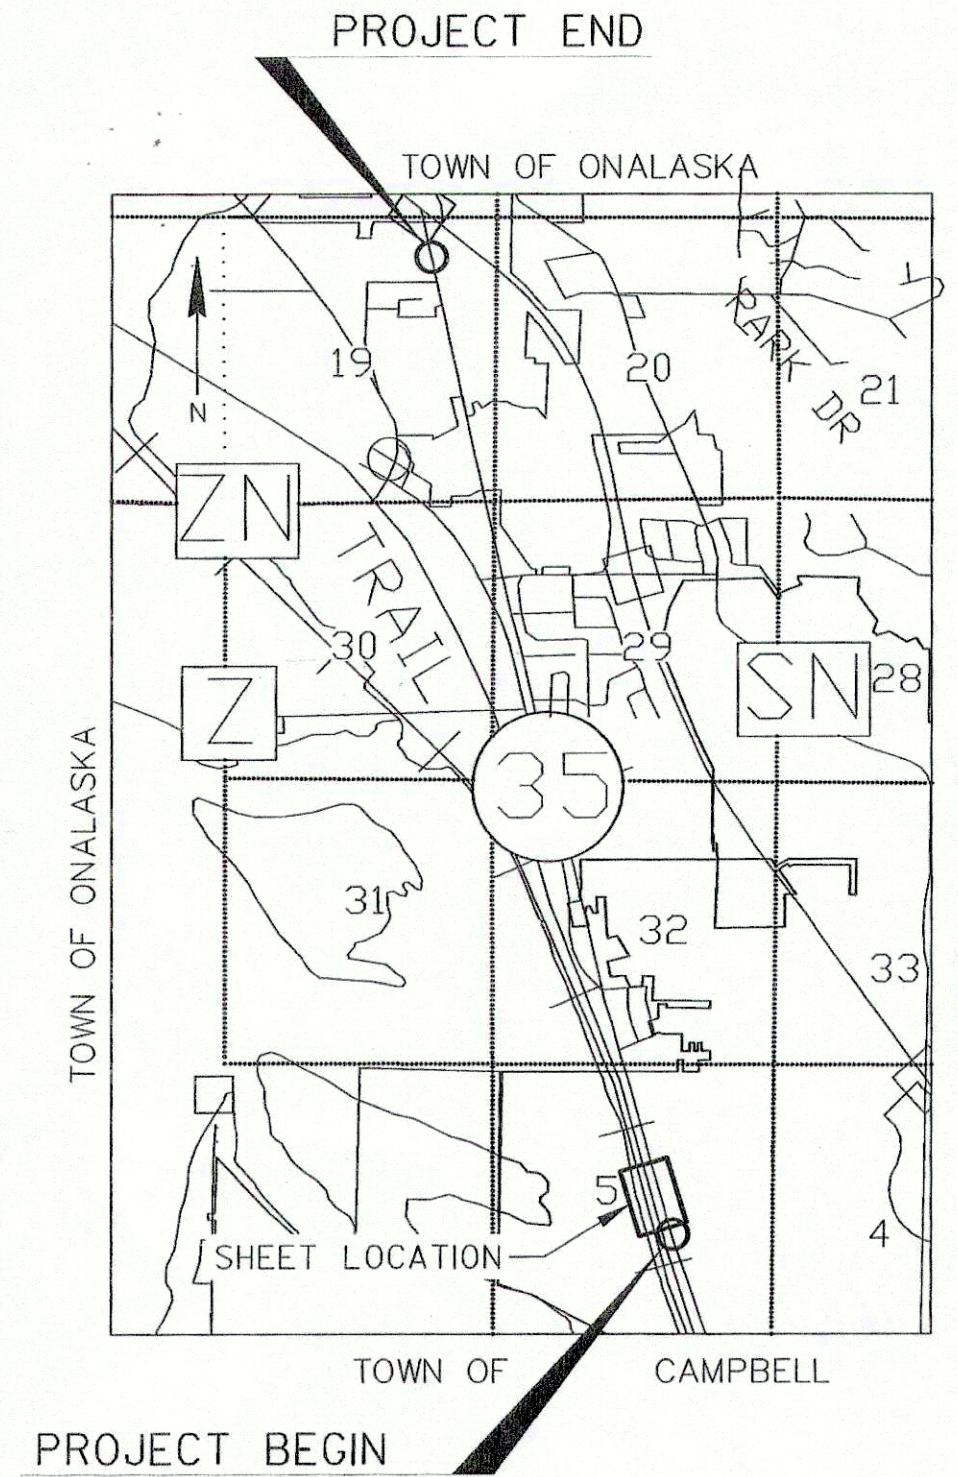 PROJECT END
TOWN OF ONALASKA
19
20
PARK DR
21
N
ZN
TRAIL
30
29
SN
28
Z
35
TOWN OF ONALASKA
31
32
33
5
4
SHEET LOCATION
TOWN OF CAMPBELL
PROJECT BEGIN